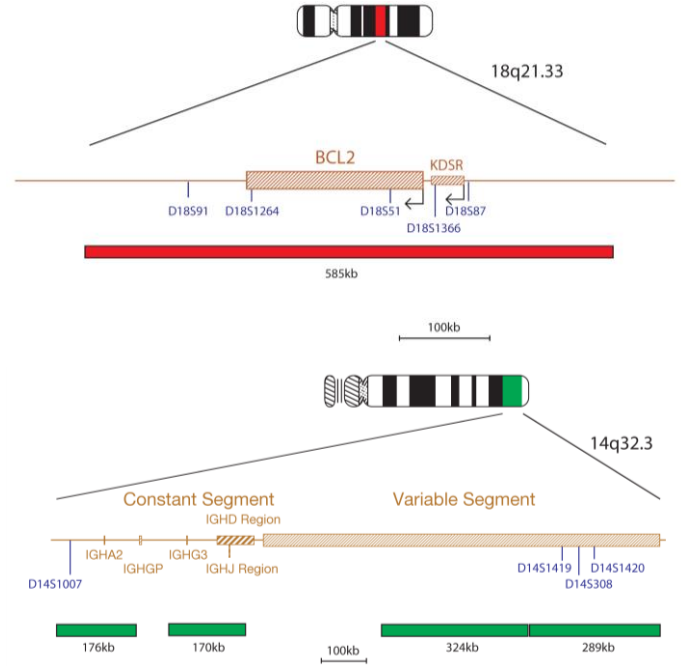 18q21.33
BCL2
KDSR
D18S91
D18S1264
D18S51
D18S87
D18S1366
585kb
100kb
14q32.3
Constant Segment
Variable Segment
IGHD Region
IGHA2
IGHG3
IGHGP
IGHJ Region
D14S1007
D14S1419
D14S1420
D14S308
176kb
170kb
100kb
324kb
289kb